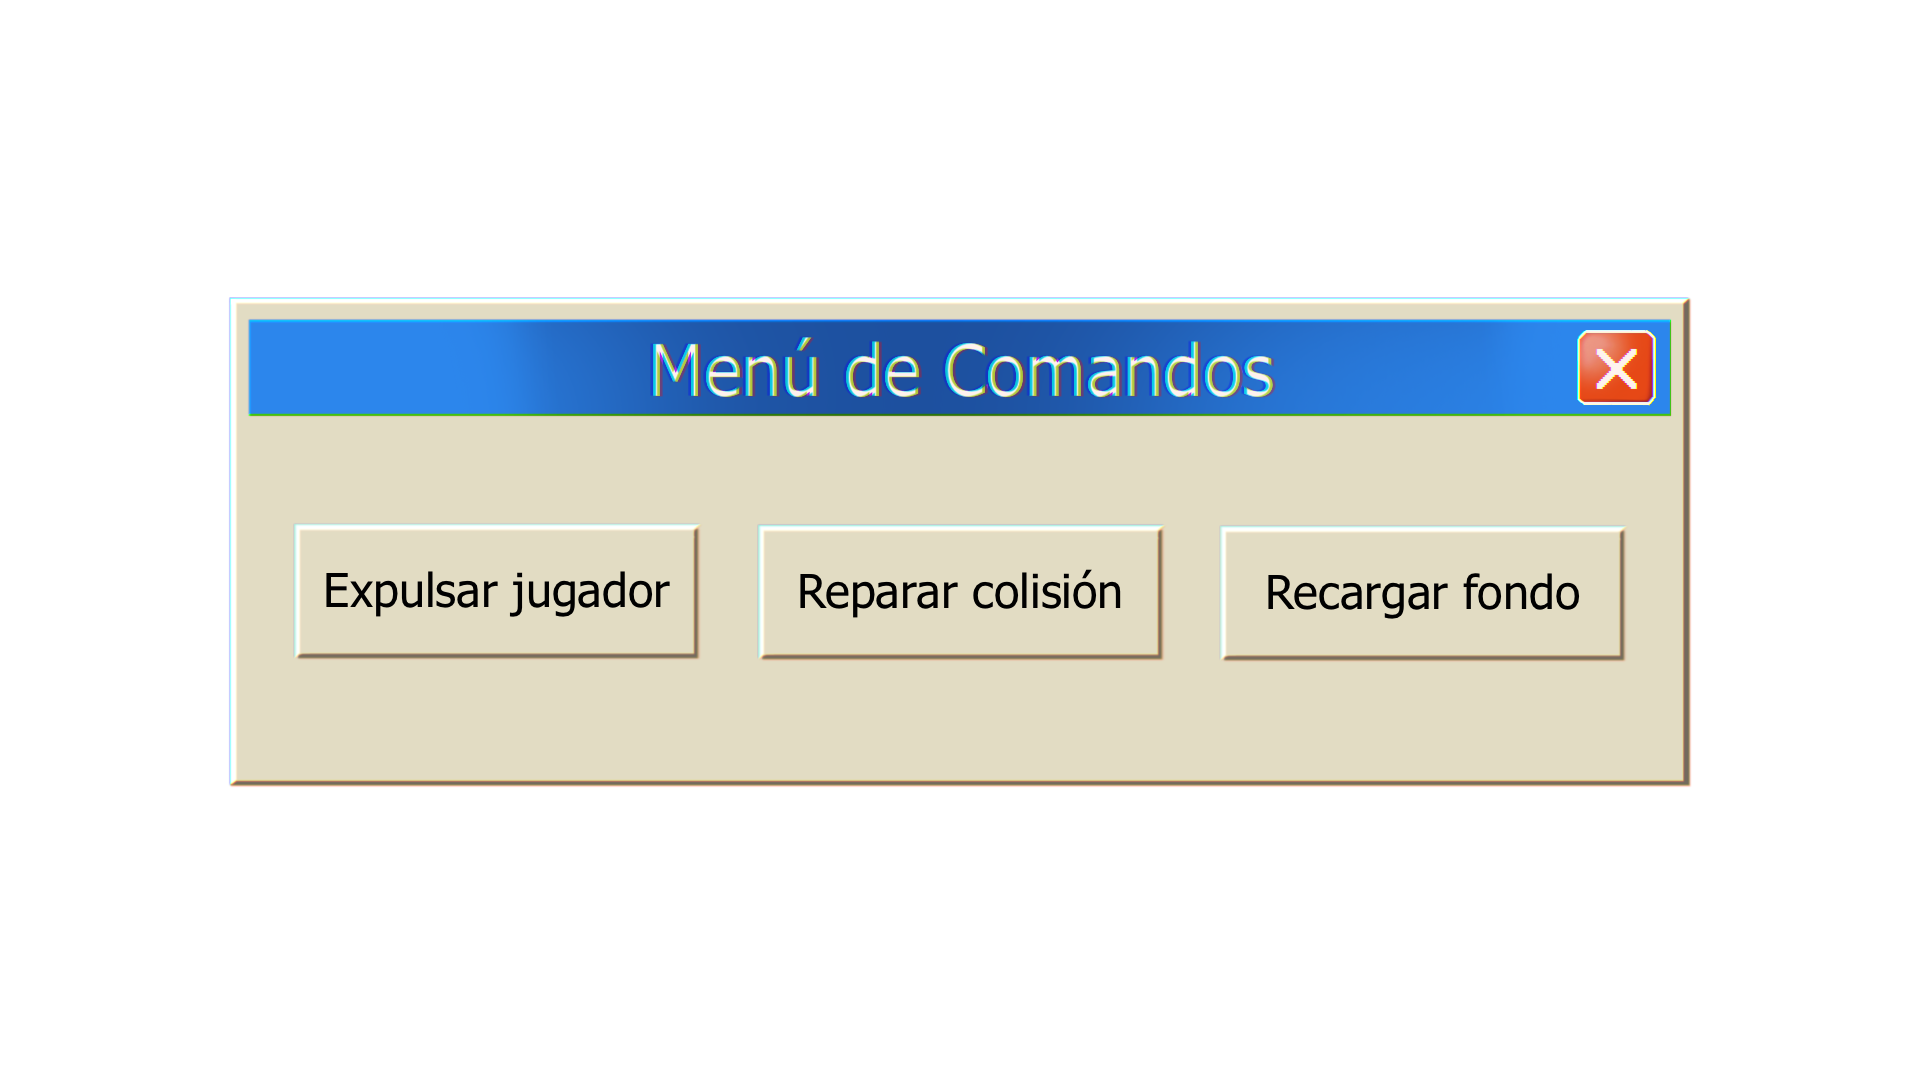 Menú de Comandos
Expulsar jugador
Reparar colisión
Recargar fondo